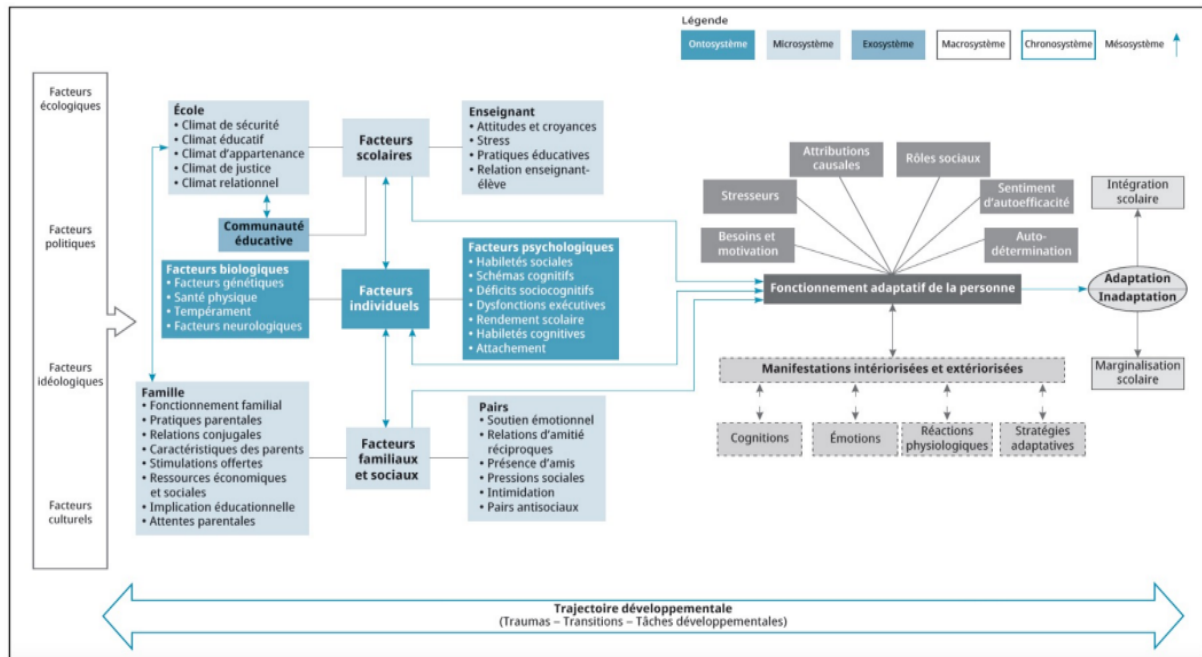 Légende
Ontosystème
Microsystème
Exosystème
Macrosystème
Chronosystème
Mésosystème
Facteurs
écologiques
Facteurs
politiques
Facteurs
idéologiques
Facteurs
culturels
École
• Climat de sécurité
• Climat éducatif
• Climat d'appartenance
• Climat de justice
• Climat relationnel
Facteurs
scolaires
Enseignant
• Attitudes et croyances
• Stress
• Pratiques éducatives
• Relation enseignant-
élève
Communauté
éducative
Facteurs biologiques
• Facteurs génétiques
• Santé physique
• Tempérament
• Facteurs neurologiques
Facteurs
individuels
Facteurs psychologiques
• Habiletés sociales
• Schémas cognitifs
• Déficits sociocognitifs
• Dysfonctions exécutives
• Rendement scolaire
• Habiletés cognitives
• Attachement
Famille
• Fonctionnement familial
• Pratiques parentales
• Relations conjugales
• Caractéristiques des parents
• Stimulations offertes
• Ressources économiques
et sociales
• Implication éducationnelle
• Attentes parentales
Facteurs
familiaux
et sociaux
Pairs
• Soutien émotionnel
• Relations d'amitié
réciproques
• Présence d'amis
• Pressions sociales
• Intimidation
• Pairs antisociaux
Attributions
causales
Rôles sociaux
Stresseurs
Sentiment
d'autoefficacité
Besoins et
motivation
Auto-
détermination
Fonctionnement adaptatif de la personne
Intégration
scolaire
Adaptation
Inadaptation
Marginalisation
scolaire
Manifestations intériorisées et extériorisées
Cognitions
Émotions
Réactions
physiologiques
Stratégies
adaptatives
Trajectoire développementale
(Traumas – Transitions – Tâches développementales)